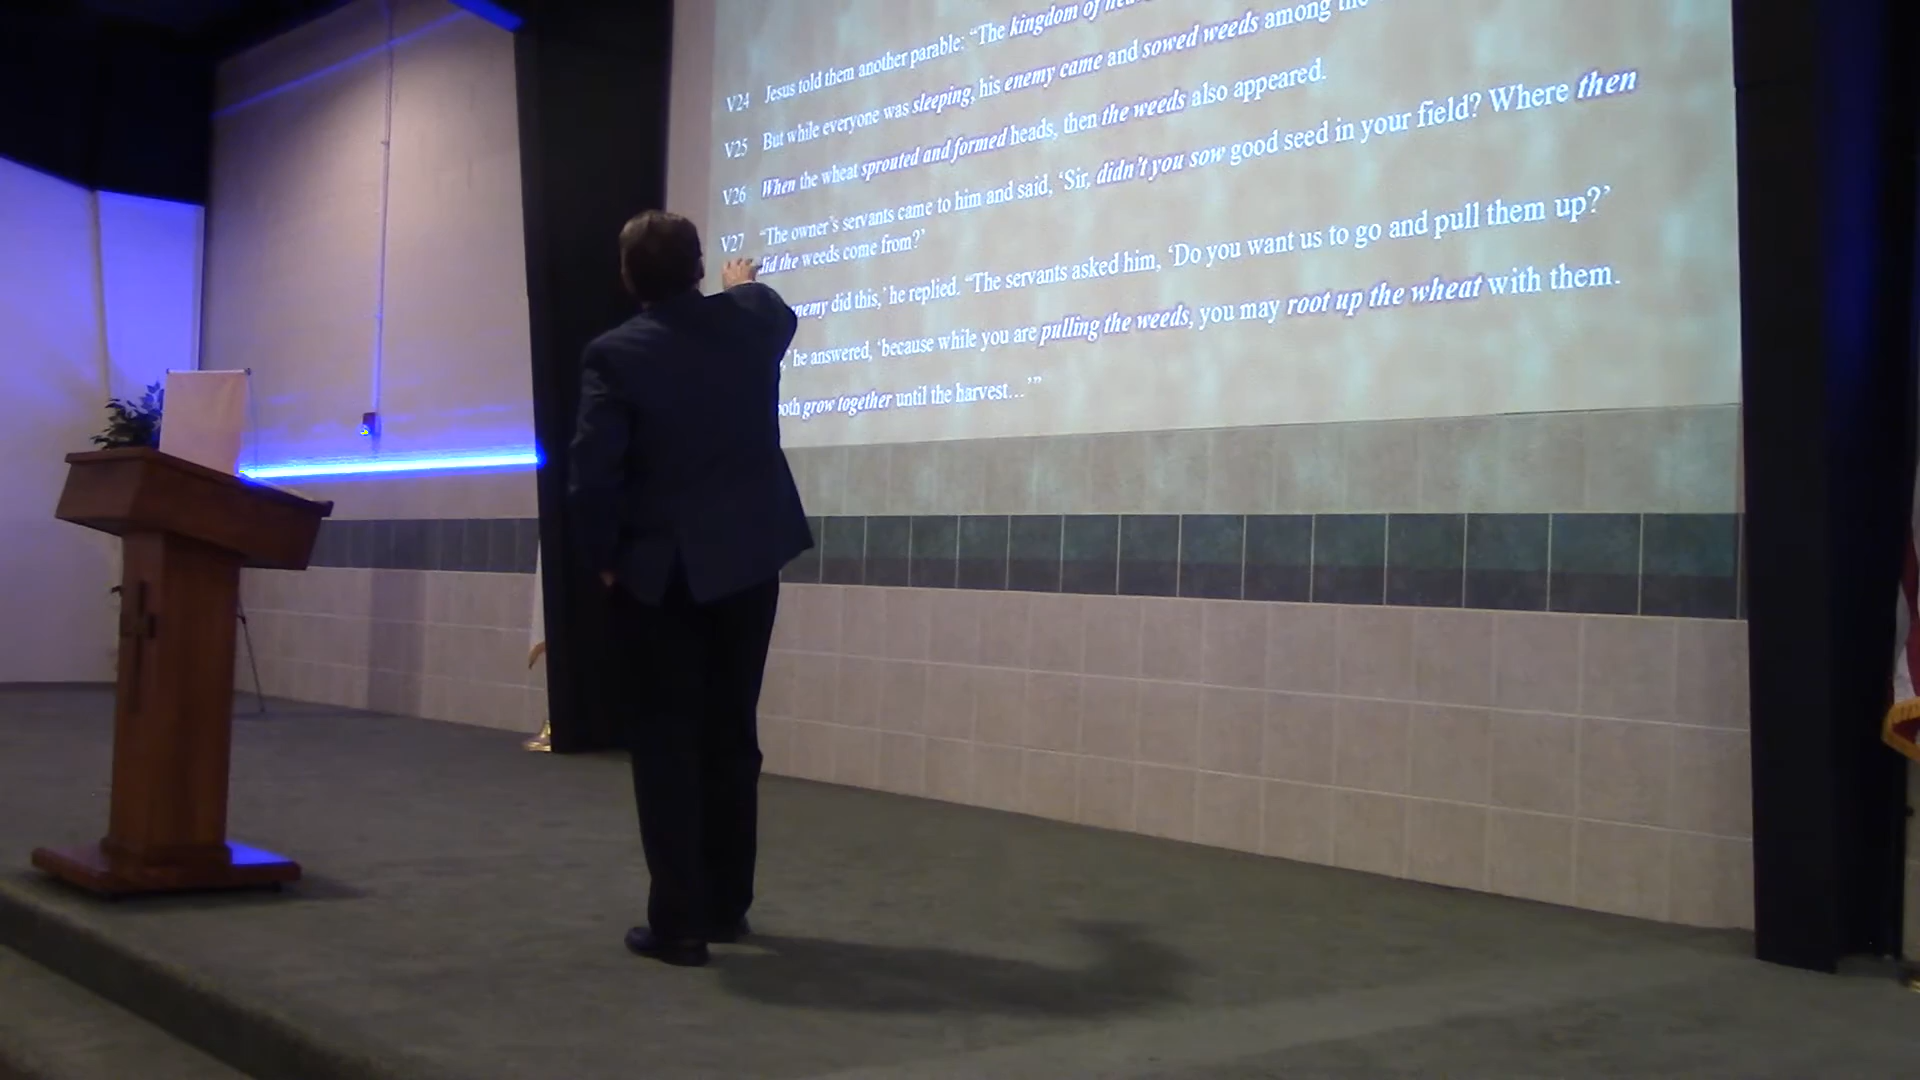 V24 Jesus told them another parable: “The kingdom of
V25 But while everyone was sleeping, his enemy came and sowed weeds among the
V26 When the wheat sprouted and formed heads, then the weeds also appeared.
V27 “The owner’s servants came to him and said, ‘Sir, didn’t you sow good seed in your field? Where then
did the weeds come from?’
enemy did this,’ he replied. “The servants asked him, ‘Do you want us to go and pull them up?’
,’ he answered, ‘because while you are pulling the weeds, you may root up the wheat with them.
oth grow together until the harvest…’”